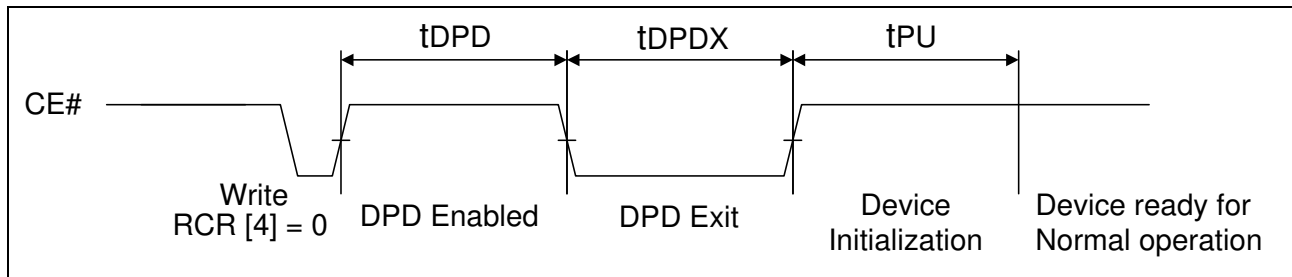 tDPD tDPDX tPU
CE#
Write
RCR [4] = 0
DPD Enabled
DPD Exit
Device
Initialization
Device ready for
Normal operation